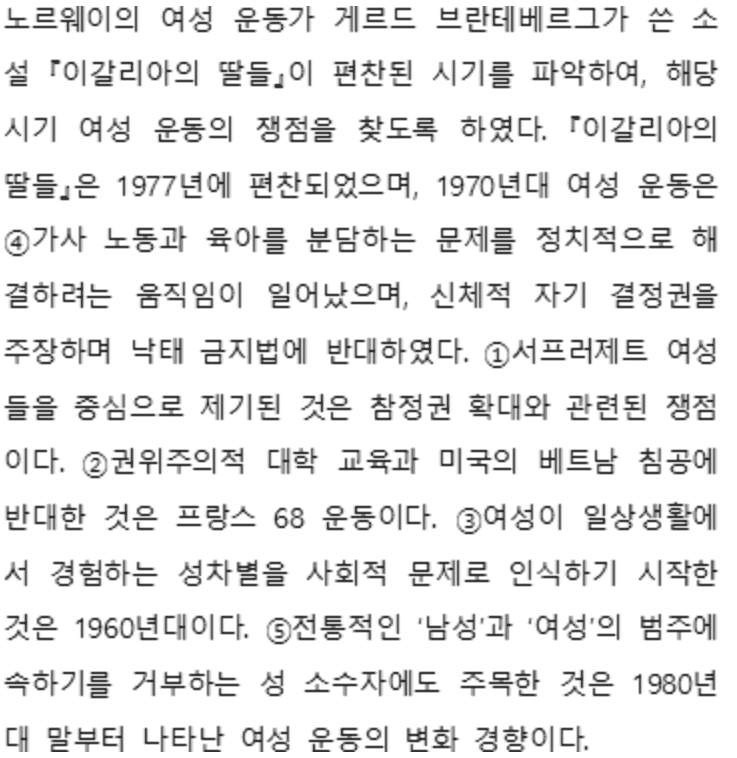 노르웨이의 여성 운동가 게르드 브란테베르그가 쓴 소
설 『이갈리아의 딸들』이 편찬된 시기를 파악하여, 해당
시기 여성 운동의 쟁점을 찾도록 하였다. 『이갈리아의
딸들』은 1977년에 편찬되었으며, 1970년대 여성 운동은
④가사 노동과 육아를 분담하는 문제를 정치적으로 해
결하려는 움직임이 일어났으며, 신체적 자기 결정권을
주장하며 낙태 금지법에 반대하였다. ①서프러제트 여성
들을 중심으로 제기된 것은 참정권 확대와 관련된 쟁점
이다. ②권위주의적 대학 교육과 미국의 베트남 침공에
반대한 것은 프랑스 68 운동이다. ③여성이 일상생활에
서 경험하는 성차별을 사회적 문제로 인식하기 시작한
것은 1960년대이다. ⑤전통적인 '남성'과 '여성'의 범주에
속하기를 거부하는 성 소수자에도 주목한 것은 1980년
대 말부터 나타난 여성 운동의 변화 경향이다.